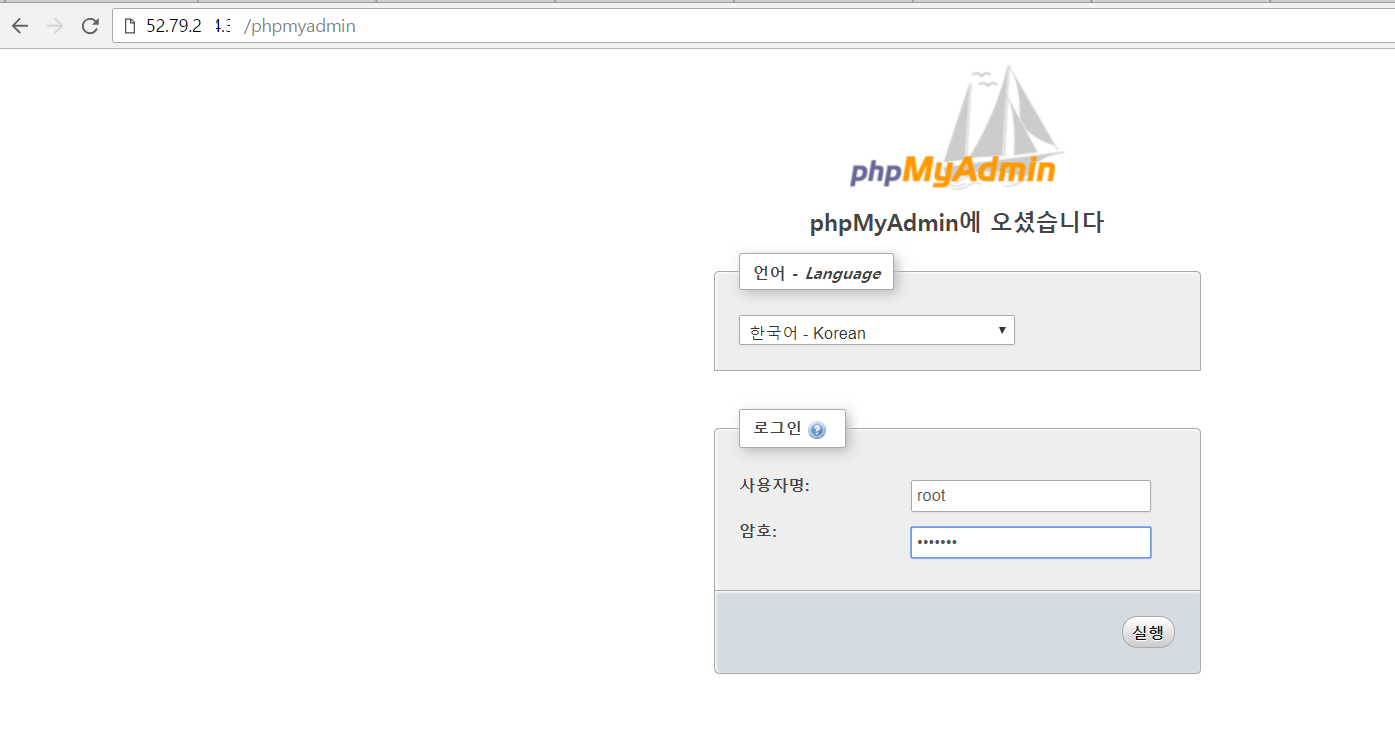 52.79.2 4.3 /phpmyadmin
phpMyAdmin
phpMyAdmin에 오셨습니다
언어 - Language
한국어 - Korean
로그인
사용자명: root
암호: •••••••
실행